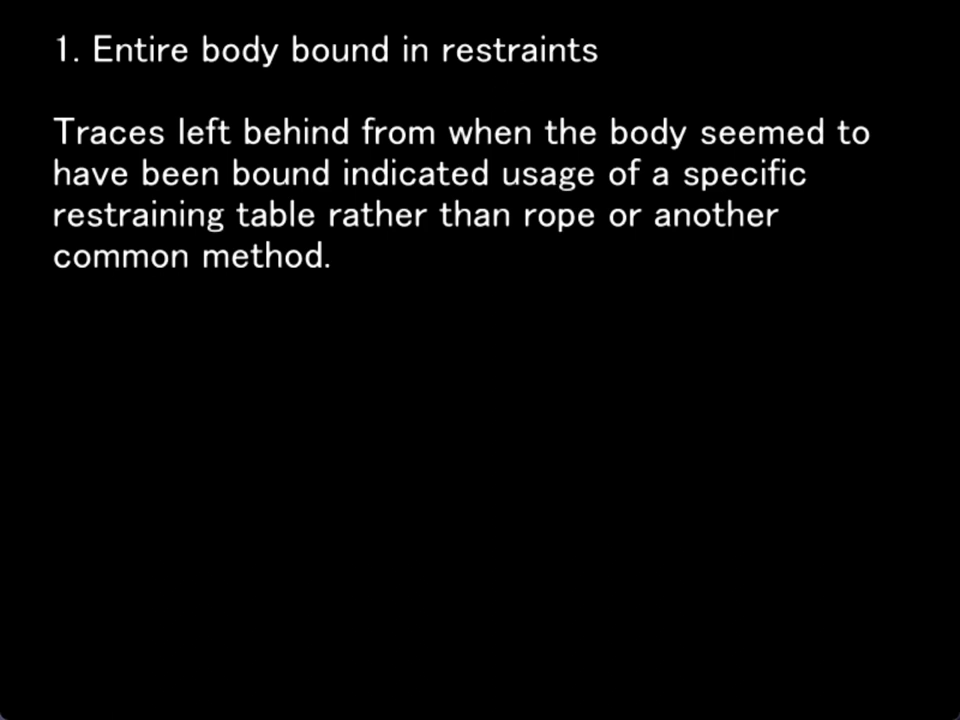 1. Entire body bound in restraints
Traces left behind from when the body seemed to
have been bound indicated usage of a specific
restraining table rather than rope or another
common method.